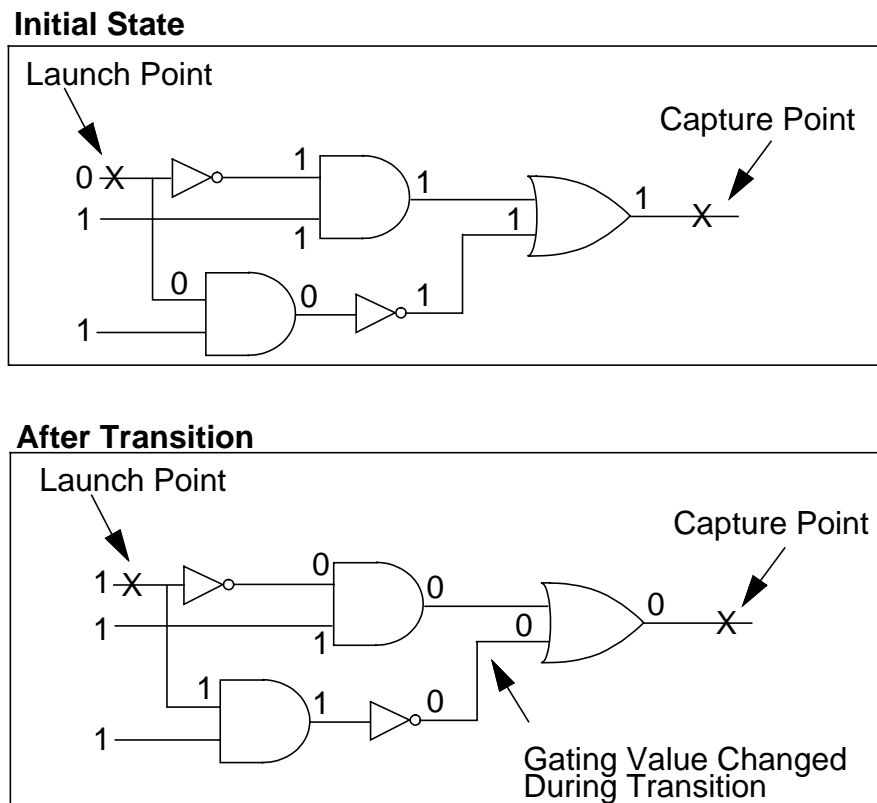 Initial State
Launch Point
Capture Point
0 X
1
1
1
1
1
1
X
0
0
1
1
After Transition
Launch Point
Capture Point
1 X
0
0
0
0
X
1
1
1
1
0
1
Gating Value Changed
During Transition